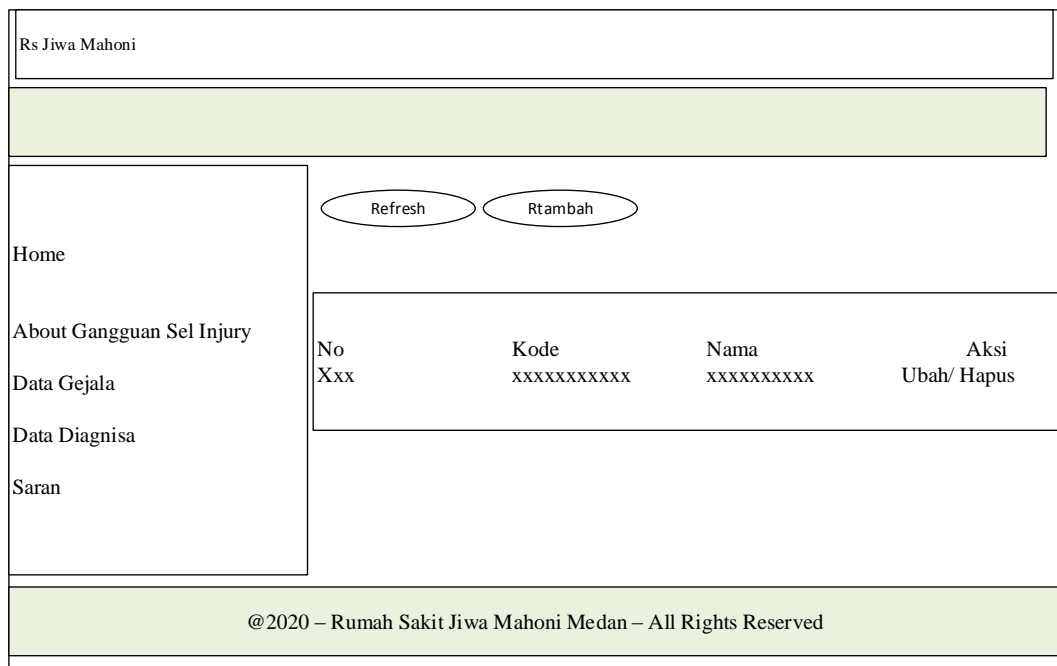 Rs Jiwa Mahoni
Refresh
Rtambah
Home
About Gangguan Sel Injury
Data Gejala
Data Diagnisa
Saran
No Kode Nama Aksi
Xxx xxxxxxxxxxx xxxxxxxxxx Ubah/ Hapus
@2020 – Rumah Sakit Jiwa Mahoni Medan – All Rights Reserved